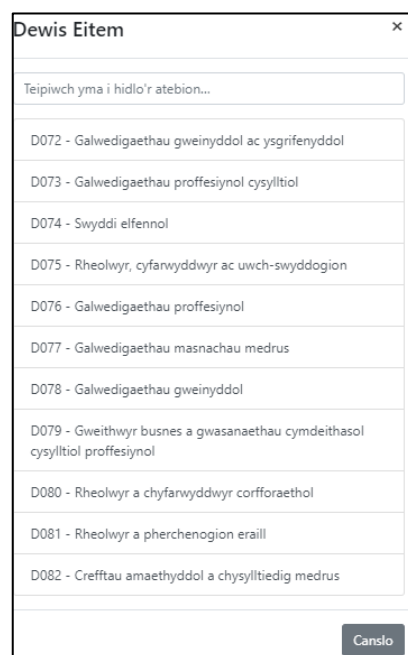 Dewis Eitem
×
Teipiwch yma i hidlo'r atebion...
D072 - Galwedigaethau gweinyddol ac ysgrifenyddol
D073 - Galwedigaethau proffesiynol cysylltiol
D074 - Swyddi elfennol
D075 - Rheolwyr, cyfarwyddwyr ac uwch-swyddogion
D076 - Galwedigaethau proffesiynol
D077 - Galwedigaethau masnachau medrus
D078 - Galwedigaethau gweinyddol
D079 - Gweithwyr busnes a gwasanaethau cymdeithasol
cysylltiol proffesiynol
D080 - Rheolwyr a chyfarwyddwyr corfforaethol
D081 - Rheolwyr a pherchenogion eraill
D082 - Crefftau amaethyddol a chysylltiedig medrus
Canslo